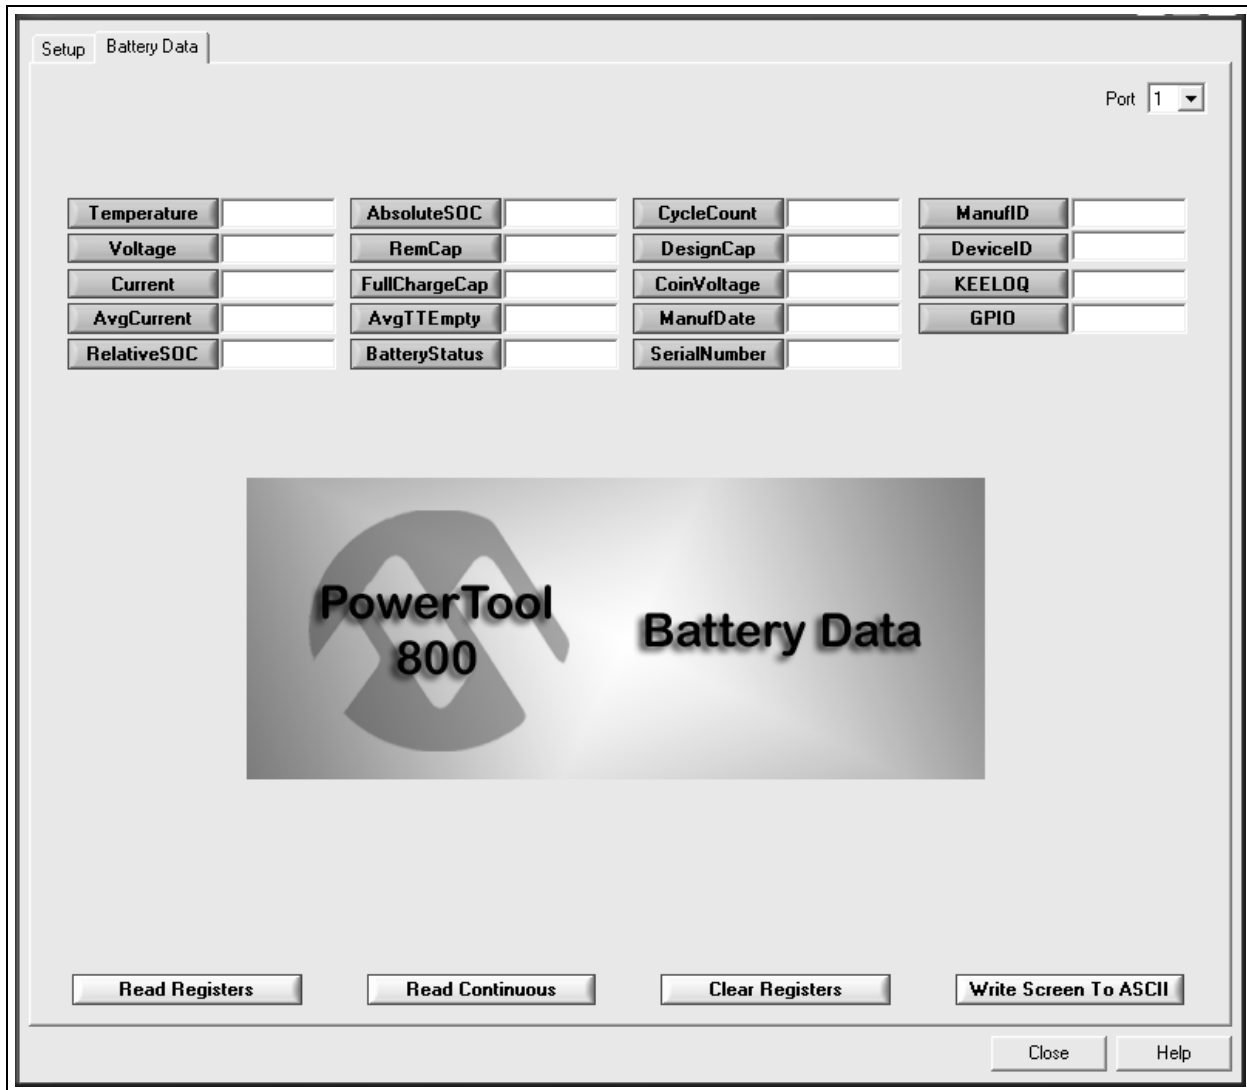 Setup Battery Data
Port 1
Temperature AbsoluteSOC CycleCount ManufID
Voltage RemCap DesignCap DeviceID
Current FullChargeCap CoinVoltage KEELOQ
AvgCurrent AvgTTEmpty ManufDate GPIO
RelativeSOC BatteryStatus SerialNumber
PowerTool
800
Battery Data
Read Registers Read Continuous Clear Registers Write Screen To ASCII
Close Help